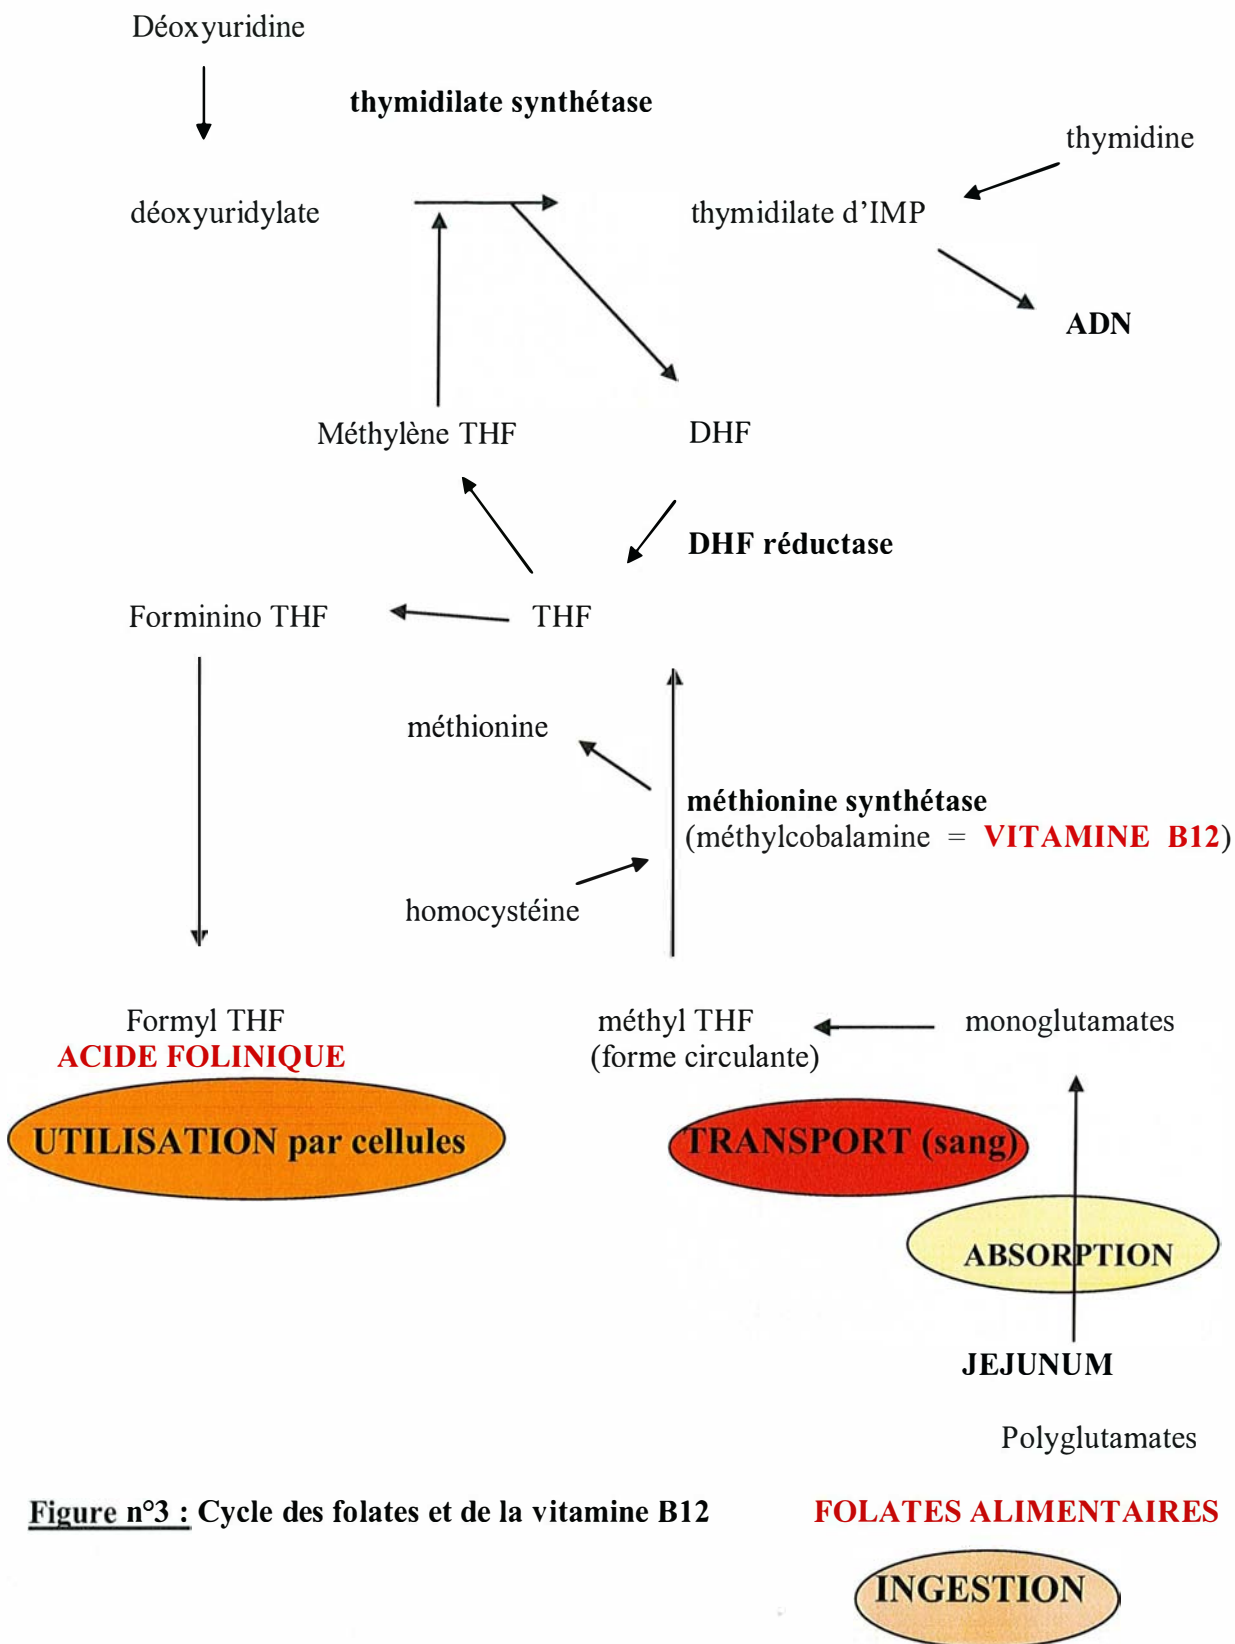 Déoxyuridine
thymidilate synthétase
thymidine
déoxyuridylate
thymidilate d'IMP
ADN
Méthylène THF
DHF
DHF réductase
Forminino THF
THF
méthionine
méthionine synthétase
(méthylcobalamine = VITAMINE B12)
homocystéine
Formyl THF
méthyl THF
monoglutamates
ACIDE FOLINIQUE
(forme circulante)
UTILISATION par cellules
TRANSPORT (sang)
ABSORPTION
JEJUNUM
Polyglutamates
Figure n°3 : Cycle des folates et de la vitamine B12
FOLATES ALIMENTAIRES
INGESTION